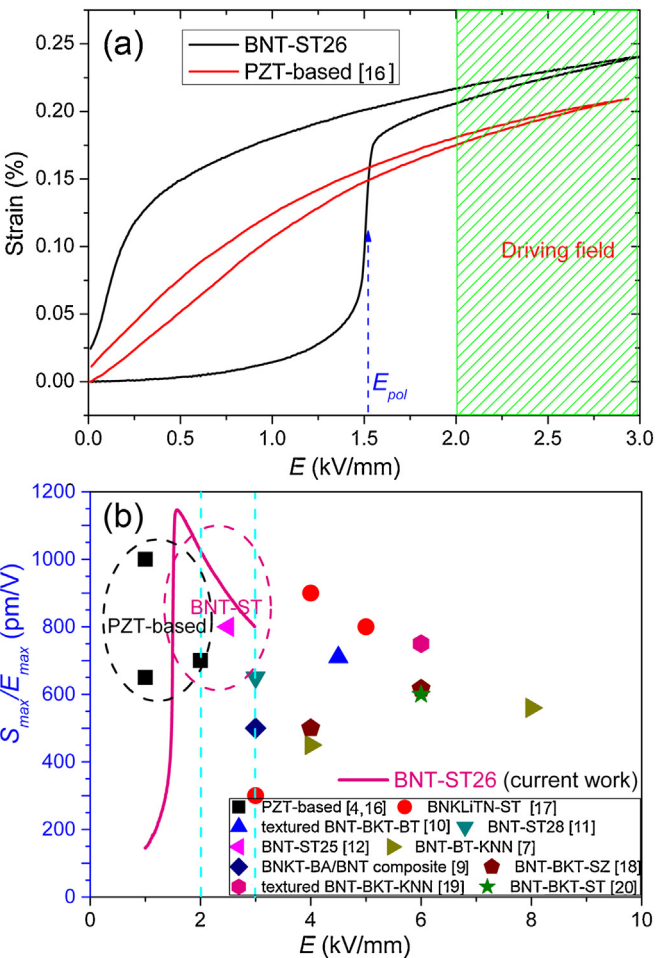 (a)
BNT-ST26
PZT-based [16]
0.25
0.20
0.15
0.10
0.05
0.00
Strain (%)
Driving field
E_pol
0.0 0.5 1.0 1.5 2.0 2.5 3.0
E (kV/mm)
(b)
1200
1000
800
600
400
300
100
0
S_max/E_max (pm/V)
BNT-ST
PZT-based
BNT-ST26 (current work)
PZT-based [4,16] BNKLiTN-ST [17]
textured BNT-BKT-BT [10] BNT-ST28 [11]
BNT-ST25 [12] BNT-BT-KNN [7]
BNKT-BA/BNT composite [9] BNT-BKT-SZ [18]
textured BNT-BKT-KNN [19] BNT-BKT-ST [20]
0 2 4 6 8 10
E (kV/mm)